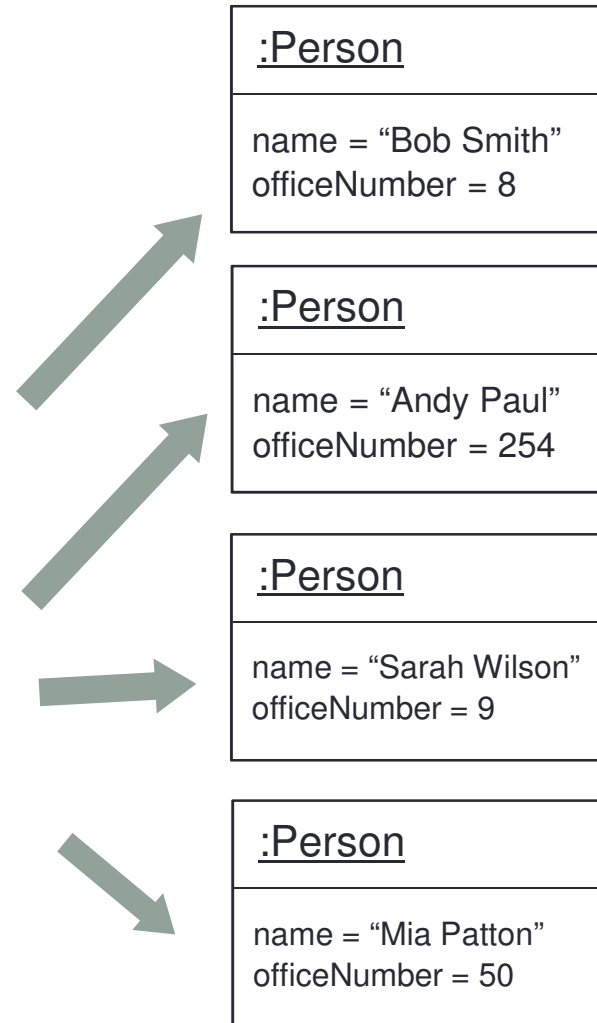 :Person
name = “Bob Smith”
officeNumber = 8
:Person
name = “Andy Paul”
officeNumber = 254
:Person
name = “Sarah Wilson”
officeNumber = 9
:Person
name = “Mia Patton”
officeNumber = 50